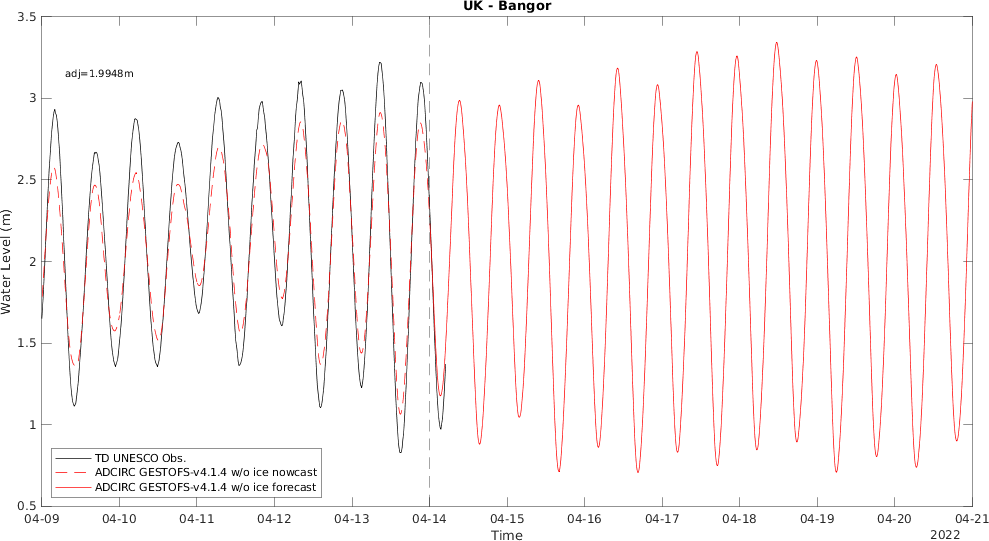 UK - Bangor
adj=1.9948m
Water Level (m)
3.5
3
2.5
2
1.5
1
0.5
TD UNESCO Obs.
ADCIRC GESTOFS-v4.1.4 w/o ice nowcast
ADCIRC GESTOFS-v4.1.4 w/o ice forecast
04-09 04-10 04-11 04-12 04-13 04-14 04-15 04-16 04-17 04-18 04-19 04-20 04-21
Time
2022